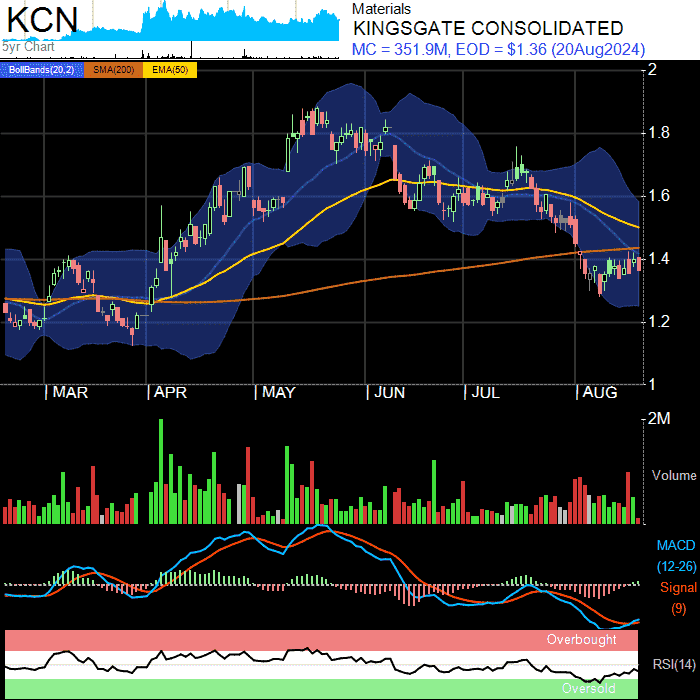 KCN
5yr Chart
Materials
KINGSGATE CONSOLIDATED
MC = 351.9M, EOD = $1.36 (20Aug2024)
BollBands(20,2) SMA(200) EMA(50)
2
1.8
1.6
1.4
1.2
1
MAR APR MAY JUN JUL AUG
2M
Volume
MACD
(12-26)
Signal
(9)
Overbought
RSI(14)
Oversold